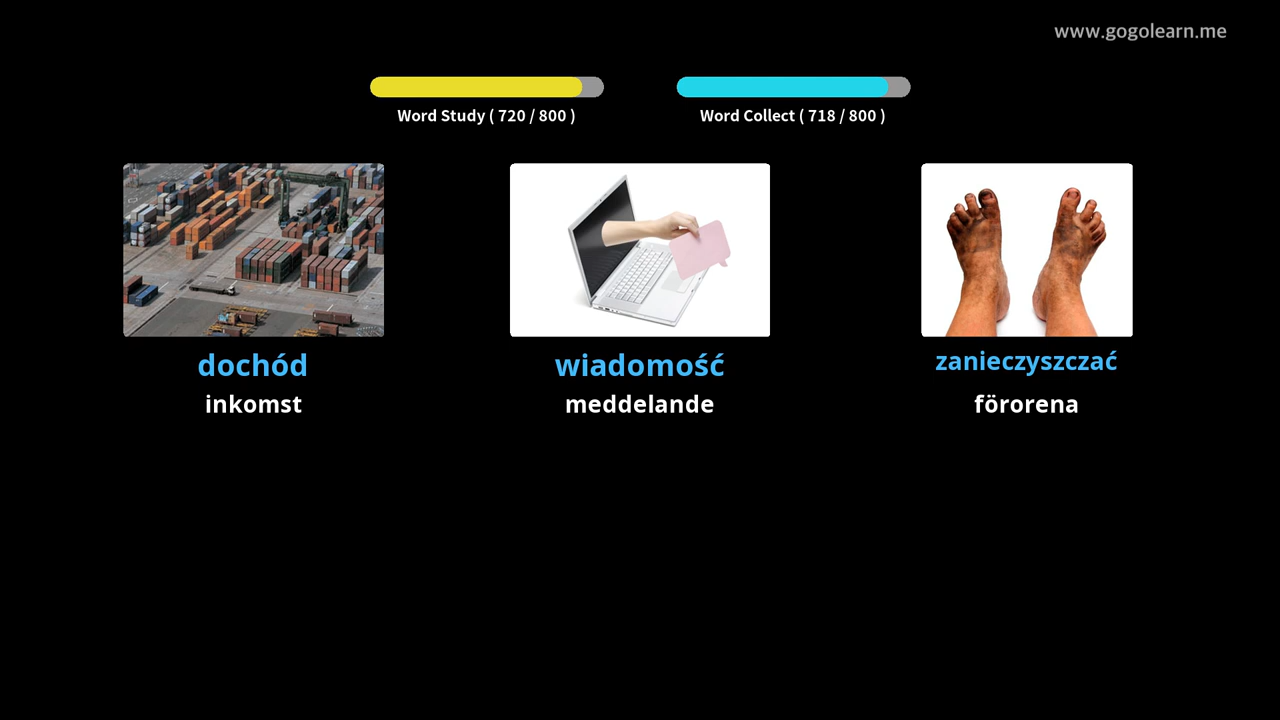 www.gogolearn.me
Word Study ( 720 / 800 )
Word Collect ( 718 / 800 )
dochód
inkomst
wiadomość
meddelande
zanieczyszczać
förorena